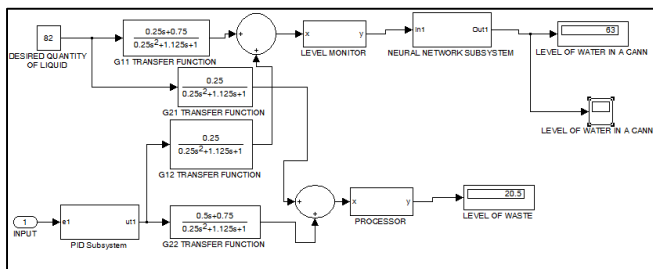 82
DESIRED QUANTITY
OF LIQUID
0.25s+0.75
0.25s²+1.125s+1
G11 TRANSFER FUNCTION
+
+
x
y
LEVEL MONITOR
In1
Out1
NEURAL NETWORK SUBSYSTEM
63
LEVEL OF WATER IN A CANN
LEVEL OF WATER IN A CANN
0.25
0.25s²+1.125s+1
G21 TRANSFER FUNCTION
0.25
0.25s²+1.125s+1
G12 TRANSFER FUNCTION
1
INPUT
e1
ut1
PID Subsystem
0.5s+0.75
0.25s²+1.125s+1
G22 TRANSFER FUNCTION
+
+
x
y
PROCESSOR
20.5
LEVEL OF WASTE